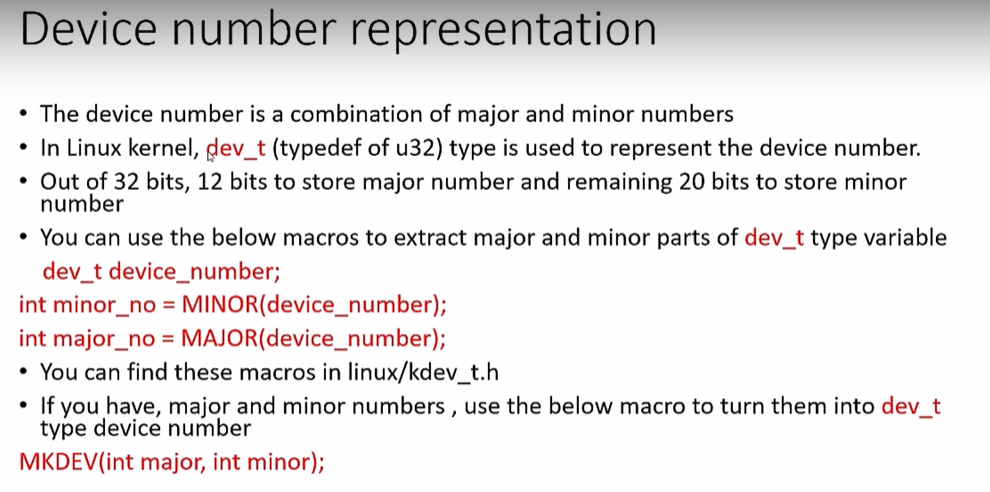 Device number representation
• The device number is a combination of major and minor numbers
• In Linux kernel, dev_t (typedef of u32) type is used to represent the device number.
• Out of 32 bits, 12 bits to store major number and remaining 20 bits to store minor
number
• You can use the below macros to extract major and minor parts of dev_t type variable
dev_t device_number;
int minor_no = MINOR(device_number);
int major_no = MAJOR(device_number);
• You can find these macros in linux/kdev_t.h
• If you have, major and minor numbers , use the below macro to turn them into dev_t
type device number
MKDEV(int major, int minor);